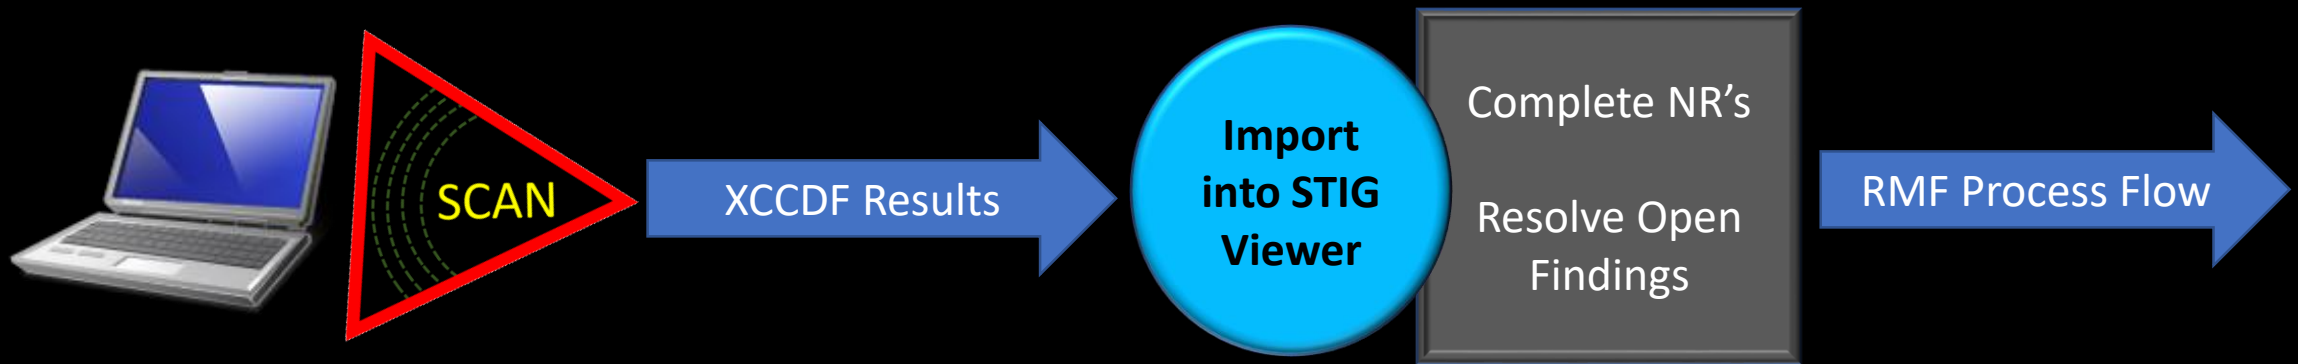 SCAN
XCCDF Results
Import
into STIG
Viewer
Complete NR’s
Resolve Open
Findings
RMF Process Flow